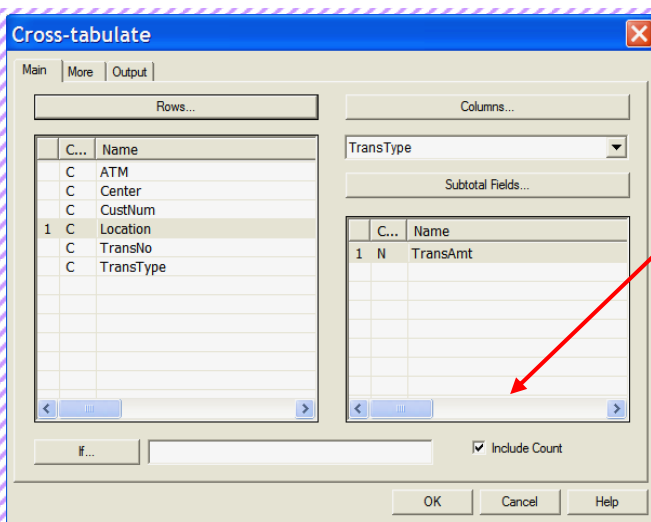 Cross-tabulate
Main More Output
Rows...
C... Name
C ATM
C Center
C CustNum
1 C Location
C TransNo
C TransType
Columns...
TransType
Subtotal Fields...
C... Name
1 N TransAmt
If...
Include Count
OK Cancel Help